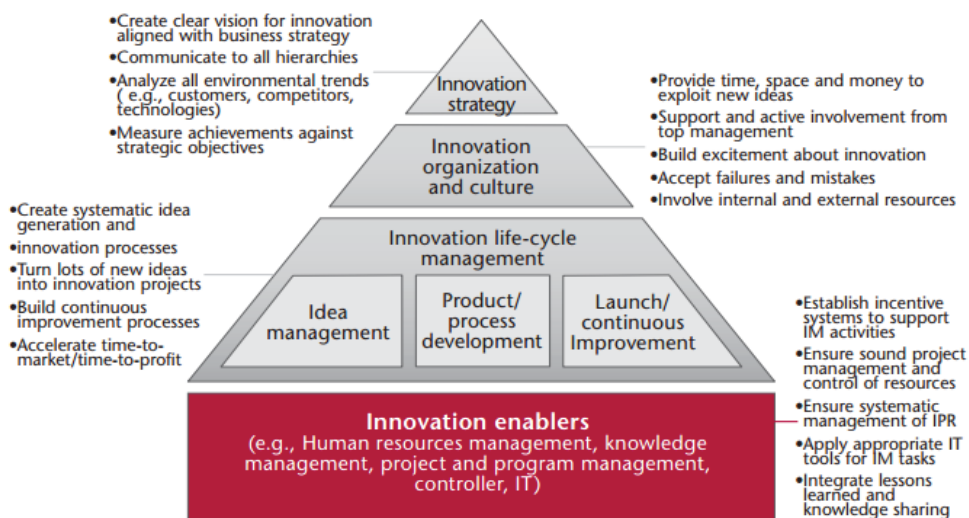 •Create clear vision for innovation
aligned with business strategy
•Communicate to all hierarchies
•Analyze all environmental trends
( e.g., customers, competitors,
technologies)
•Measure achievements against
strategic objectives
Innovation
strategy
•Provide time, space and money to
exploit new ideas
•Support and active involvement from
top management
•Build excitement about innovation
•Accept failures and mistakes
•Involve internal and external resources
Innovation
organization
and culture
•Create systematic idea
generation and
•innovation processes
•Turn lots of new ideas
into innovation projects
•Build continuous
improvement processes
•Accelerate time-to-
market/time-to-profit
Innovation life-cycle
management
Idea
management
Product/
process
development
Launch/
continuous
Improvement
•Establish incentive
systems to support
IM activities
•Ensure sound project
management and
control of resources
•Ensure systematic
management of IPR
•Apply appropriate IT
tools for IM tasks
•Integrate lessons
learned and
knowledge sharing
Innovation enablers
(e.g., Human resources management, knowledge
management, project and program management,
controller, IT)